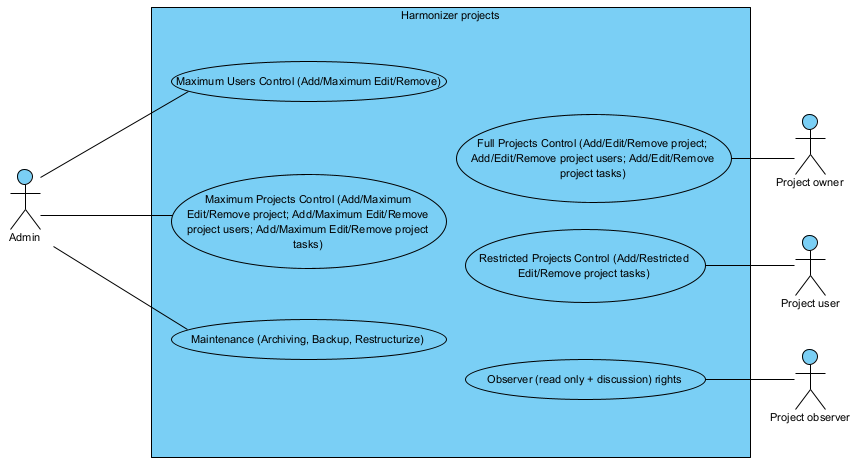 Harmonizer projects
Maximum Users Control (Add/Maximum Edit/Remove)
Full Projects Control (Add/Edit/Remove project;
Add/Edit/Remove project users; Add/Edit/Remove
project tasks)
Project owner
Maximum Projects Control (Add/Maximum
Edit/Remove project; Add/Maximum Edit/Remove
project users; Add/Maximum Edit/Remove project
tasks)
Admin
Restricted Projects Control (Add/Restricted
Edit/Remove project tasks)
Project user
Maintenance (Archiving, Backup, Restructurize)
Observer (read only + discussion) rights
Project observer